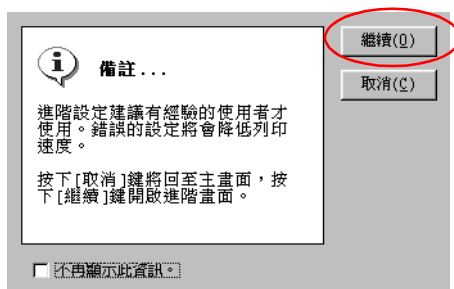 備註...
繼續(O)
取消(C)
進階設定建議有經驗的使用者才
使用。錯誤的設定將會降低列印
速度。
按下[取消]鍵將回至主畫面，按
下[繼續]鍵開啟進階畫面。
不再顯示此資訊。